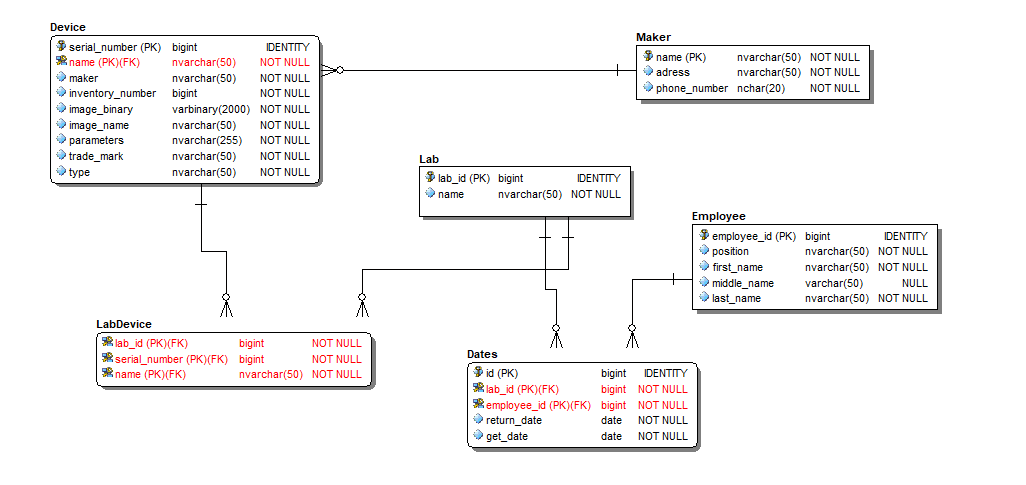 Device
serial_number (PK) bigint IDENTITY
name (PK)(FK) nvarchar(50) NOT NULL
maker nvarchar(50) NOT NULL
inventory_number bigint NOT NULL
image_binary varbinary(2000) NOT NULL
image_name nvarchar(50) NOT NULL
parameters nvarchar(255) NOT NULL
trade_mark nvarchar(50) NOT NULL
type nvarchar(50) NOT NULL
Maker
name (PK) nvarchar(50) NOT NULL
adress nvarchar(50) NOT NULL
phone_number nchar(20) NOT NULL
Lab
lab_id (PK) bigint IDENTITY
name nvarchar(50) NOT NULL
Employee
employee_id (PK) bigint IDENTITY
position nvarchar(50) NOT NULL
first_name nvarchar(50) NOT NULL
middle_name varchar(50) NULL
last_name nvarchar(50) NOT NULL
LabDevice
lab_id (PK)(FK) bigint NOT NULL
serial_number (PK)(FK) bigint NOT NULL
name (PK)(FK) nvarchar(50) NOT NULL
Dates
id (PK) bigint IDENTITY
lab_id (PK)(FK) bigint NOT NULL
employee_id (PK)(FK) bigint NOT NULL
return_date date NOT NULL
get_date date NOT NULL